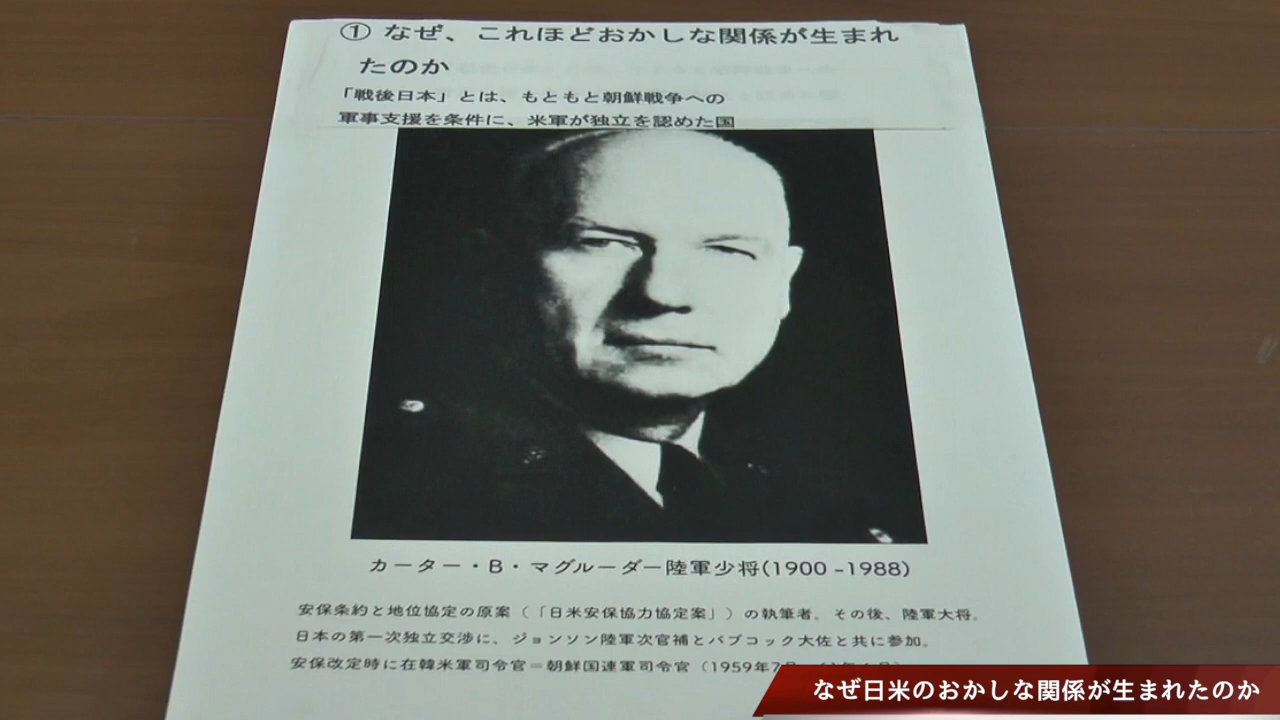 ① なぜ、これほどおかしな関係が生まれ
たのか
「戦後日本」とは、もともと朝鮮戦争への
軍事支援を条件に、米軍が独立を認めた国
カーター・B・マグルーダー陸軍少将(1900 -1988)
安保条約と地位協定の原案（「日米安保協力協定案」）の執筆者。その後、陸軍大将。
日本の第一次独立交渉に、ジョンソン陸軍次官補とバブコック大佐と共に参加。
安保改定時に在韓米軍司令官＝朝鮮国連軍司令官（1959年7月
なぜ日米のおかしな関係が生まれたのか